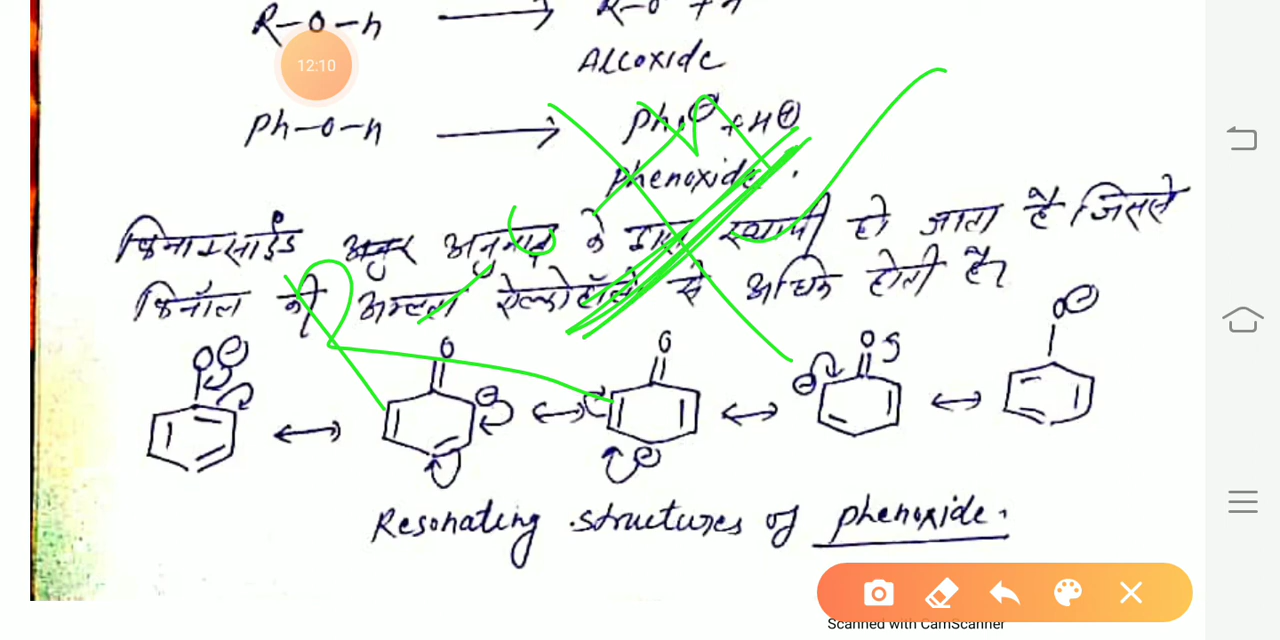 R-O-H → R-O + H
12:10
Alcoxide
Ph-O-H → PhO⊖ + H⊕
phenoxide.
फिनाक्साईड अनुनाद के द्वारा स्थायी हो जाता है जिससे
फिनॉल की अम्लता ऐल्कोहॉलो से अधिक होती है।
O⊖ O O O O⊖
⊖ ⊖ ⊖
Resonating structures of phenoxide.
Scanned with CamScanner